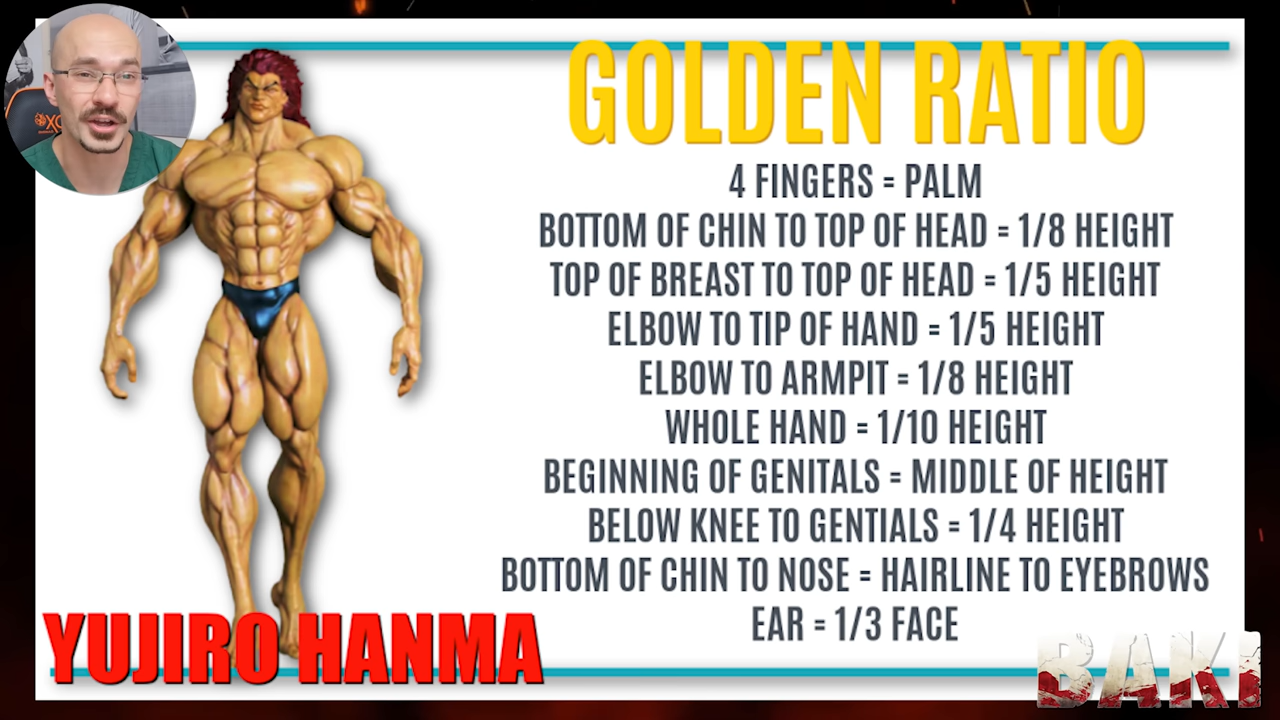 GOLDEN RATIO
4 FINGERS = PALM
BOTTOM OF CHIN TO TOP OF HEAD = 1/8 HEIGHT
TOP OF BREAST TO TOP OF HEAD = 1/5 HEIGHT
ELBOW TO TIP OF HAND = 1/5 HEIGHT
ELBOW TO ARMPIT = 1/8 HEIGHT
WHOLE HAND = 1/10 HEIGHT
BEGINNING OF GENITALS = MIDDLE OF HEIGHT
BELOW KNEE TO GENTIALS = 1/4 HEIGHT
BOTTOM OF CHIN TO NOSE = HAIRLINE TO EYEBROWS
EAR = 1/3 FACE
YUJIRO HANMA
BAKI